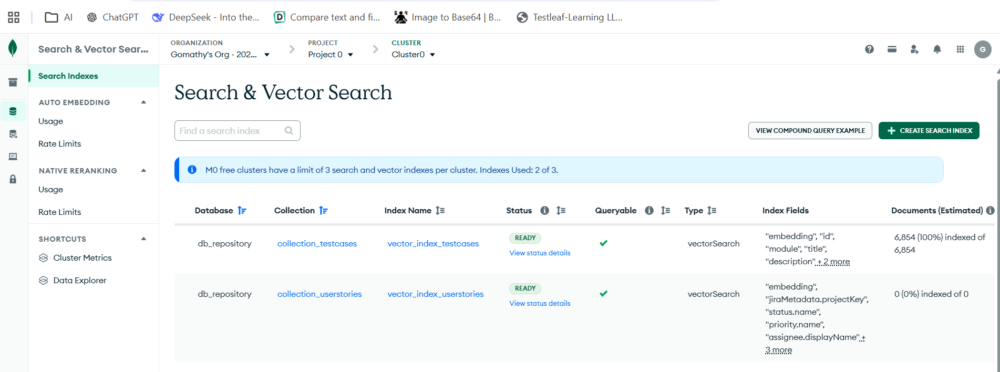 AI
ChatGPT
DeepSeek - Into the...
Compare text and fi...
Image to Base64 | B...
Testleaf-Learning LL...
Search & Vector Sear...
ORGANIZATION
Gomathy's Org - 202...
PROJECT
Project 0
CLUSTER
Cluster0
G
Search Indexes
AUTO EMBEDDING
Usage
Rate Limits
NATIVE RERANKING
Usage
Rate Limits
SHORTCUTS
Cluster Metrics
Data Explorer
Search & Vector Search
Find a search index
VIEW COMPOUND QUERY EXAMPLE
CREATE SEARCH INDEX
M0 free clusters have a limit of 3 search and vector indexes per cluster. Indexes Used: 2 of 3.
Database Collection Index Name Status Queryable Type Index Fields Documents (Estimated)
db_repository
collection_testcases
vector_index_testcases
READY
View status details
vectorSearch
"embedding", "id",
"module", "title",
"description" + 2 more
6,854 (100%) indexed of
6,854
db_repository
collection_userstories
vector_index_userstories
READY
View status details
vectorSearch
"embedding",
"jiraMetadata.projectKey",
"status.name",
"priority.name",
"assignee.displayName" +
3 more
0 (0%) indexed of 0